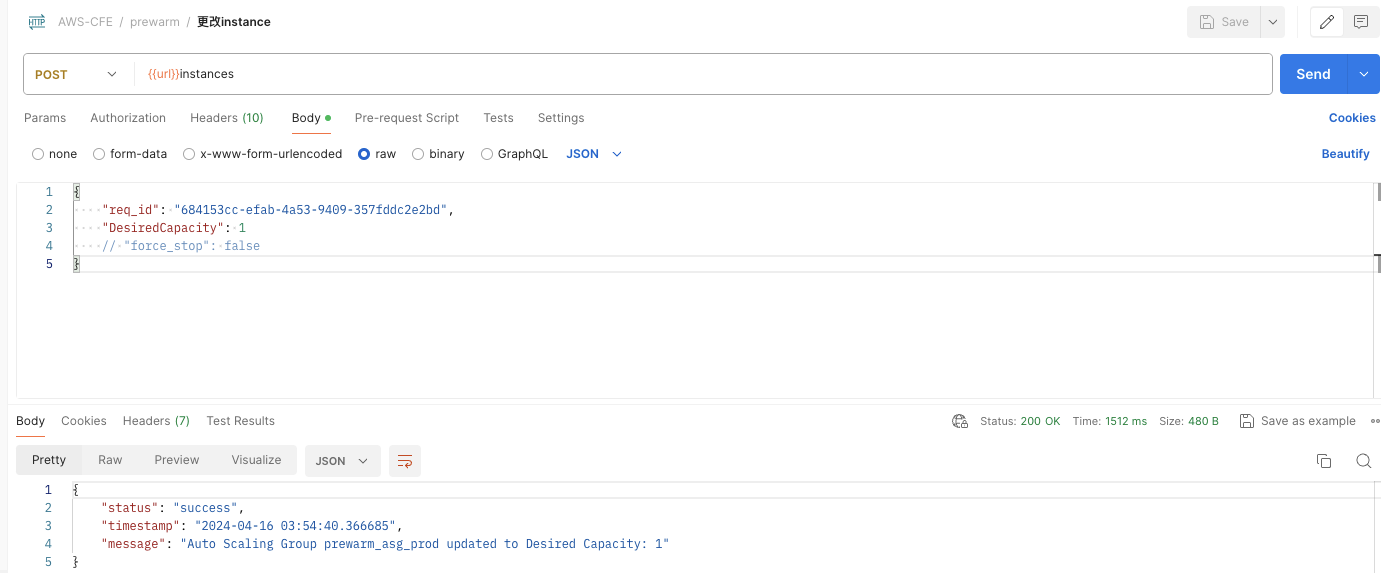 HTTP AWS-CFE / prewarm / 更改instance Save
POST {{url}}instances Send
Params Authorization Headers (10) Body Pre-request Script Tests Settings Cookies
none form-data x-www-form-urlencoded raw binary GraphQL JSON Beautify
1 {
2 "req_id": "684153cc-efab-4a53-9409-357fddc2e2bd",
3 "DesiredCapacity": 1
4 // "force_stop": false
5 }
Body Cookies Headers (7) Test Results Status: 200 OK Time: 1512 ms Size: 480 B Save as example
Pretty Raw Preview Visualize JSON
1 {
2 "status": "success",
3 "timestamp": "2024-04-16 03:54:40.366685",
4 "message": "Auto Scaling Group prewarm_asg_prod updated to Desired Capacity: 1"
5 }